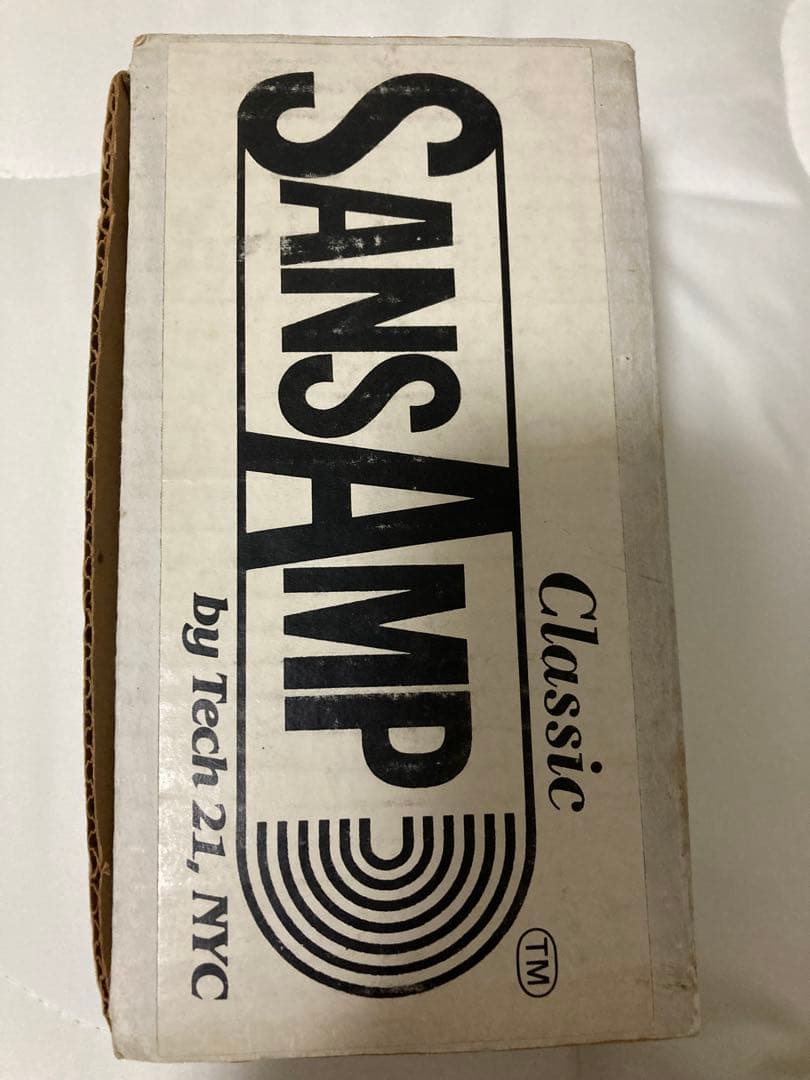 Classic
SANSAMP
TM
by Tech 21, NYC